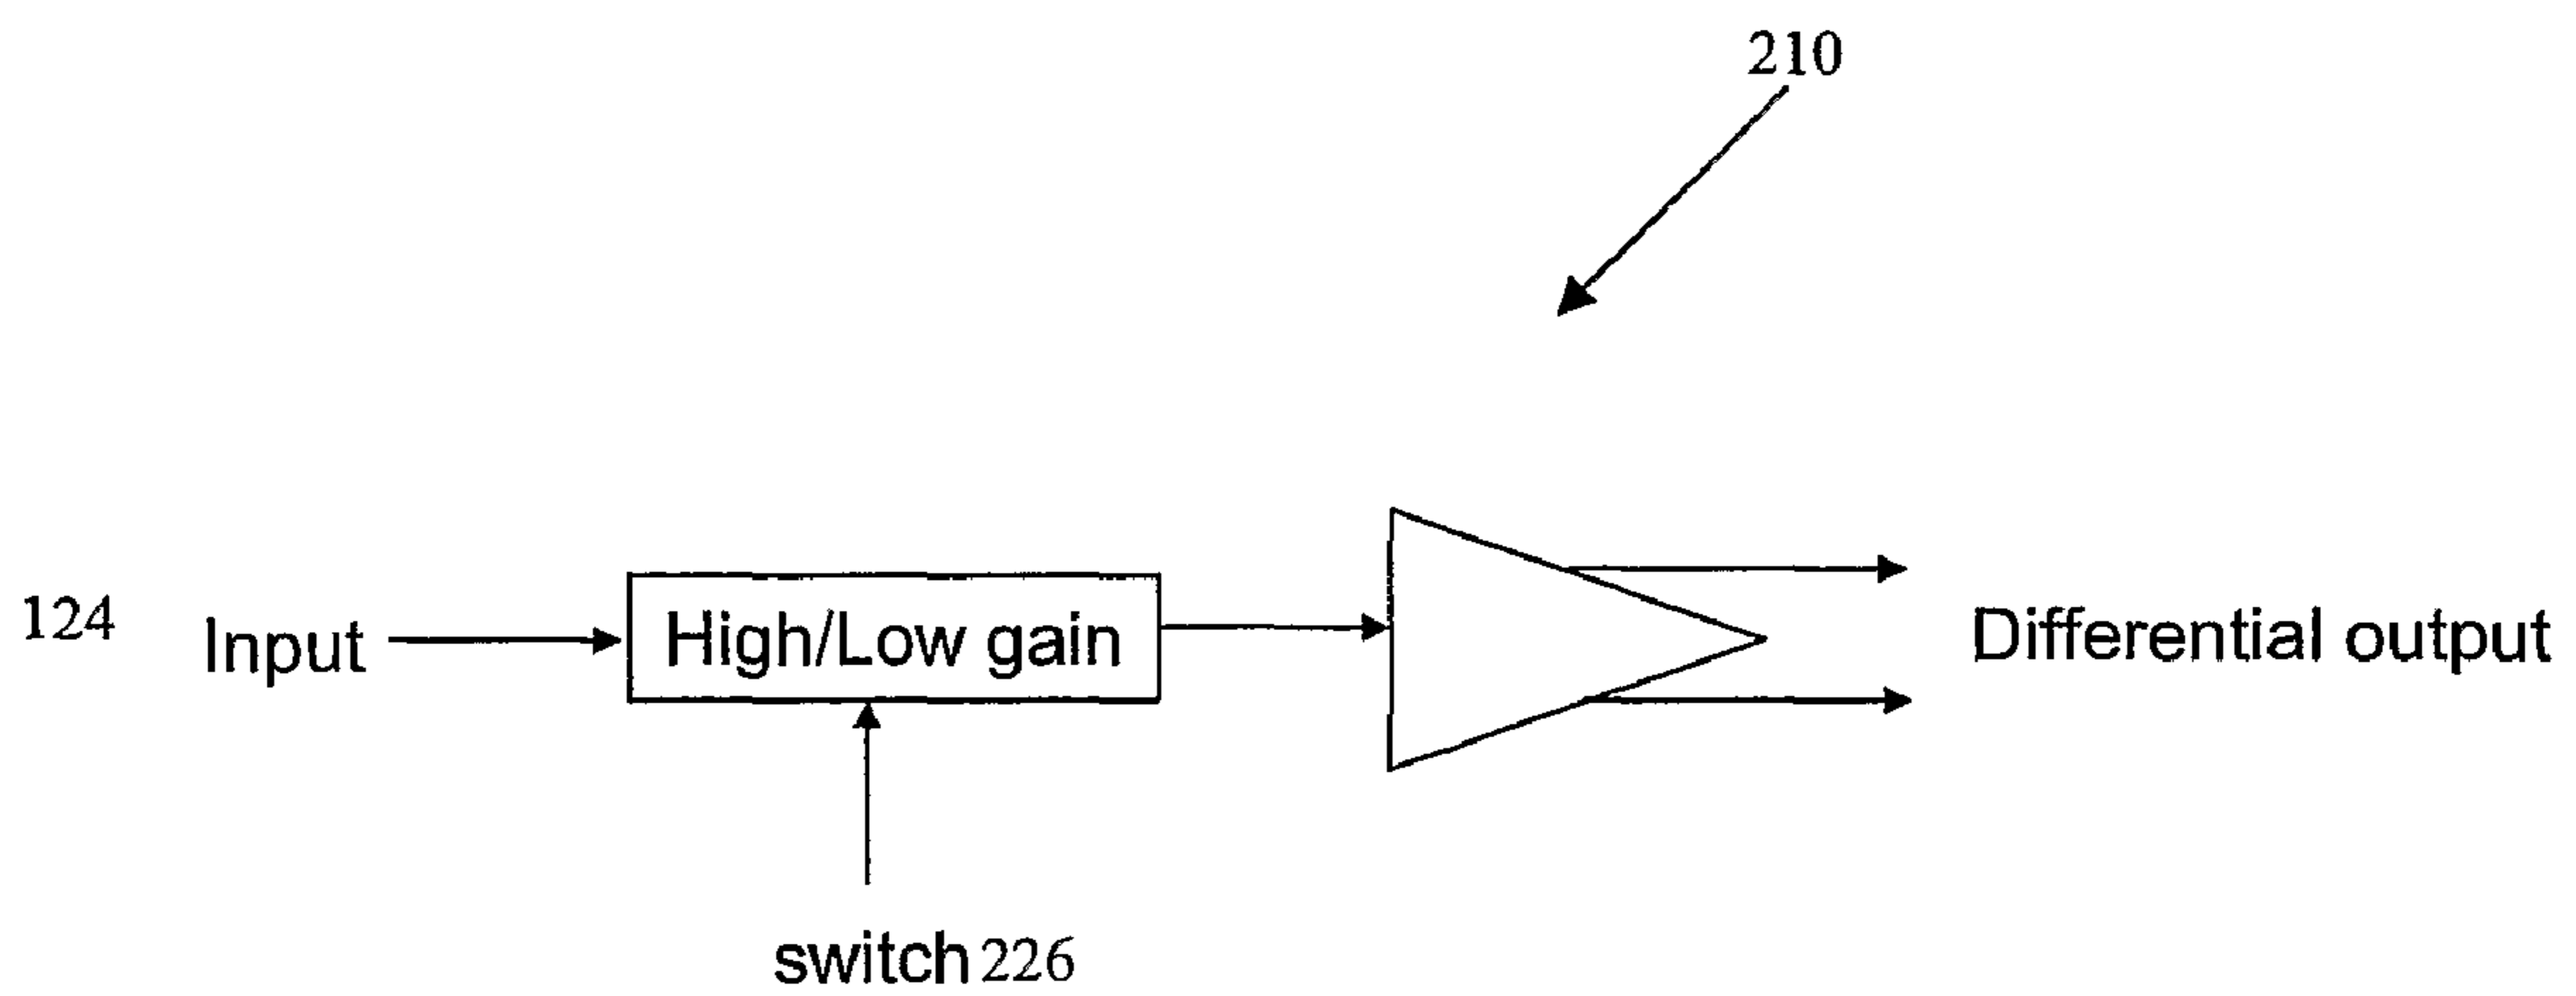 210
124 Input
High/Low gain
Differential output
switch 226